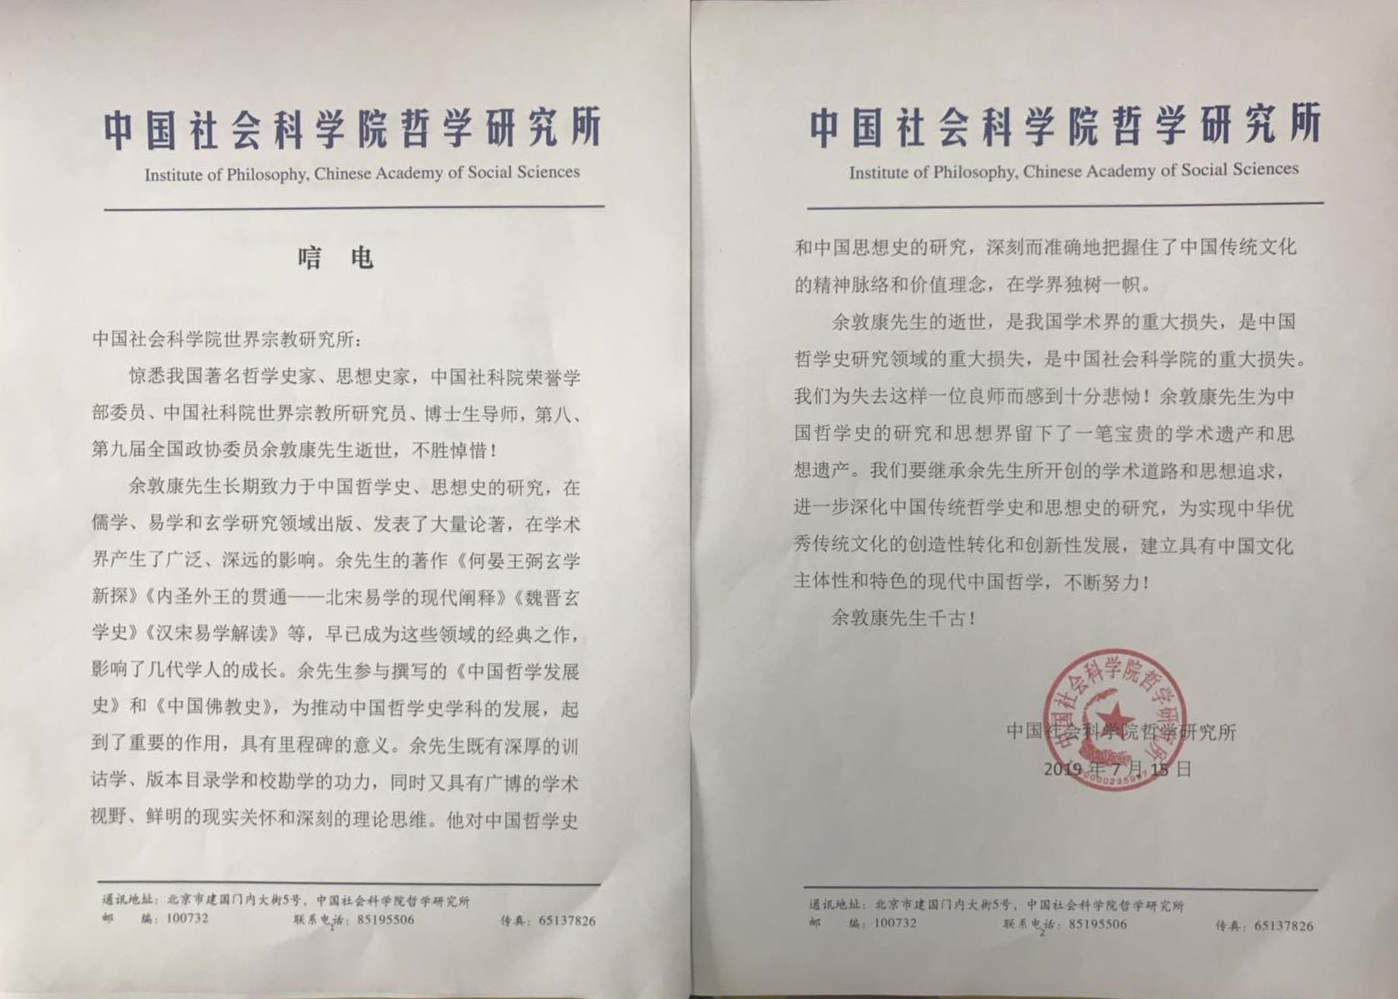 中国社会科学院哲学研究所
Institute of Philosophy, Chinese Academy of Social Sciences
唁 电
中国社会科学院世界宗教研究所：
惊悉我国著名哲学史家、思想史家，中国社科院荣誉学
部委员、中国社科院世界宗教所研究员、博士生导师，第八、
第九届全国政协委员余敦康先生逝世，不胜悼惜！
余敦康先生长期致力于中国哲学史、思想史的研究，在
儒学、易学和玄学研究领域出版、发表了大量论著，在学术
界产生了广泛、深远的影响。余先生的著作《何晏王弼玄学
新探》《内圣外王的贯通——北宋易学的现代阐释》《魏晋玄
学史》《汉宋易学解读》等，早已成为这些领域的经典之作，
影响了几代学人的成长。余先生参与撰写的《中国哲学发展
史》和《中国佛教史》，为推动中国哲学史学科的发展，起
到了重要的作用，具有里程碑的意义。余先生既有深厚的训
诂学、版本目录学和校勘学的功力，同时又具有广博的学术
视野、鲜明的现实关怀和深刻的理论思维。他对中国哲学史
通讯地址：北京市建国门内大街5号，中国社会科学院哲学研究所
邮 编：100732 联系电话：85195506 传真：65137826
中国社会科学院哲学研究所
Institute of Philosophy, Chinese Academy of Social Sciences
和中国思想史的研究，深刻而准确地把握住了中国传统文化
的精神脉络和价值理念，在学界独树一帜。
余敦康先生的逝世，是我国学术界的重大损失，是中国
哲学史研究领域的重大损失，是中国社会科学院的重大损失。
我们为失去这样一位良师而感到十分悲恸！余敦康先生为中
国哲学史的研究和思想界留下了一笔宝贵的学术遗产和思
想遗产。我们要继承余先生所开创的学术道路和思想追求，
进一步深化中国传统哲学史和思想史的研究，为实现中华优
秀传统文化的创造性转化和创新性发展，建立具有中国文化
主体性和特色的现代中国哲学，不断努力！
余敦康先生千古！
中国社会科学院哲学研究所
中国社会科学院哲学研究所
2019 年 7 月 15 日
通讯地址：北京市建国门内大街5号，中国社会科学院哲学研究所
邮 编：100732 联系电话：85195506 传真：65137826